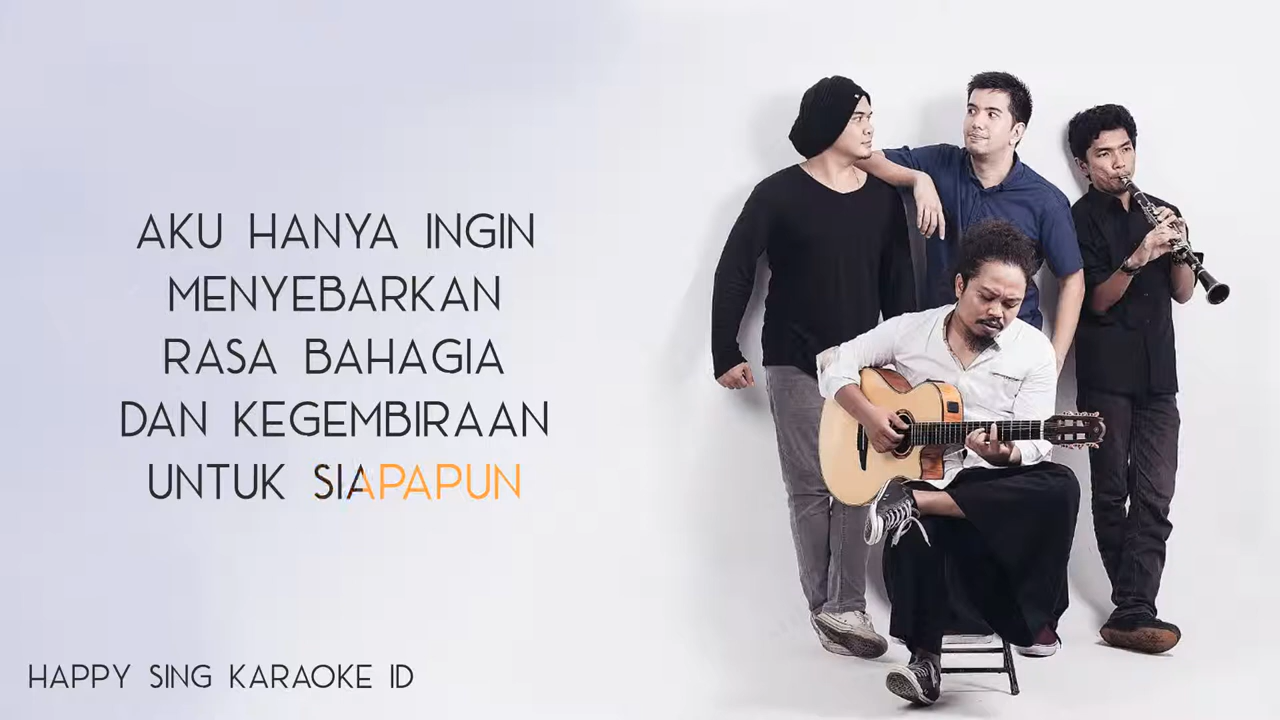 AKU HANYA INGIN
MENYEBARKAN
RASA BAHAGIA
DAN KEGEMBIRAAN
UNTUK SIAPAPUN
HAPPY SING KARAOKE ID